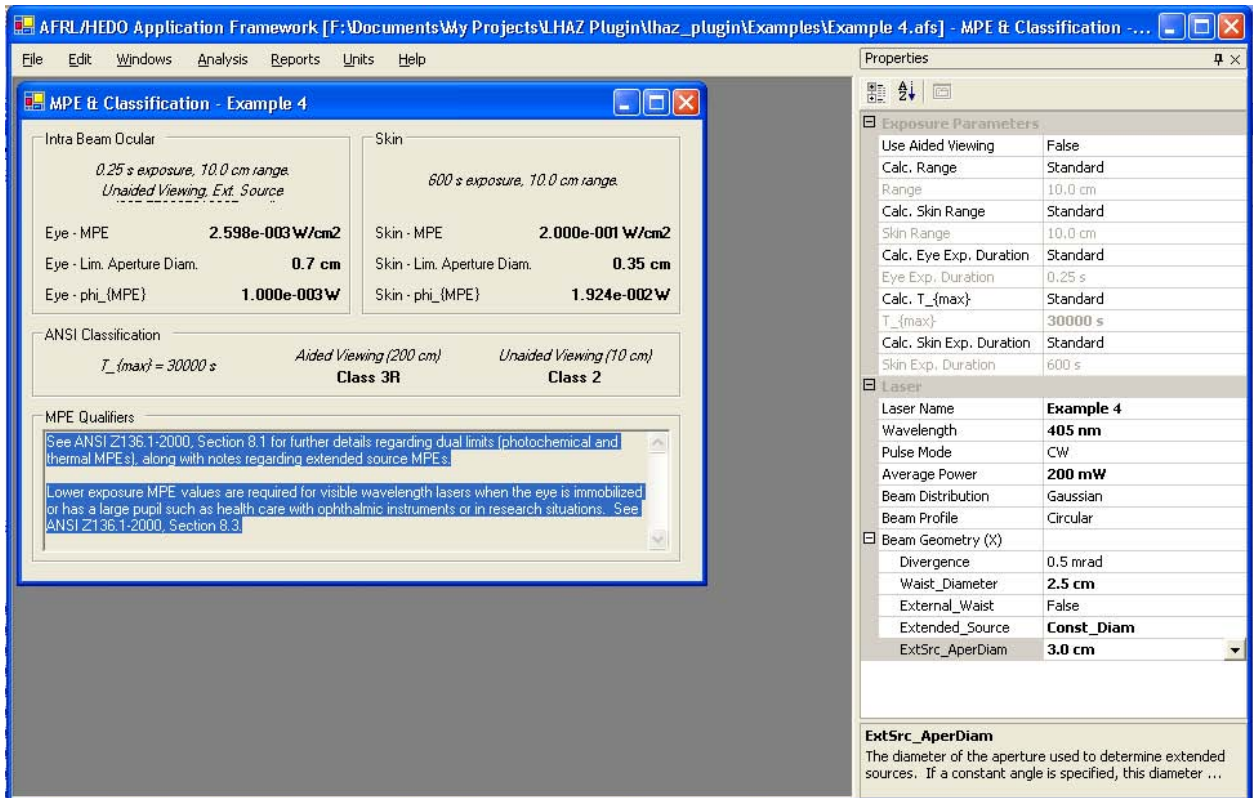 AFRL/HEDO Application Framework [F:\Documents\My Projects\LHAZ Plugin\lhaz_plugin\Examples\Example 4.afs] - MPE & Classification -...
File Edit Windows Analysis Reports Units Help
MPE & Classification - Example 4
Intra Beam Ocular
0.25 s exposure, 10.0 cm range.
Unaided Viewing, Ext. Source
Eye - MPE 2.598e-003 W/cm2
Eye - Lim. Aperture Diam. 0.7 cm
Eye - phi_{MPE} 1.000e-003 W
Skin
600 s exposure, 10.0 cm range.
Skin - MPE 2.000e-001 W/cm2
Skin - Lim. Aperture Diam. 0.35 cm
Skin - phi_{MPE} 1.924e-002 W
ANSI Classification
T_{max} = 30000 s
Aided Viewing (200 cm)
Class 3R
Unaided Viewing (10 cm)
Class 2
MPE Qualifiers
See ANSI Z136.1-2000, Section 8.1 for further details regarding dual limits (photochemical and
thermal MPEs), along with notes regarding extended source MPEs.
Lower exposure MPE values are required for visible wavelength lasers when the eye is immobilized
or has a large pupil such as health care with ophthalmic instruments or in research situations. See
ANSI Z136.1-2000, Section 8.3.
Properties
Exposure Parameters
Use Aided Viewing False
Calc. Range Standard
Range 10.0 cm
Calc. Skin Range Standard
Skin Range 10.0 cm
Calc. Eye Exp. Duration Standard
Eye Exp. Duration 0.25 s
Calc. T_{max} Standard
T_{max} 30000 s
Calc. Skin Exp. Duration Standard
Skin Exp. Duration 600 s
Laser
Laser Name Example 4
Wavelength 405 nm
Pulse Mode CW
Average Power 200 mW
Beam Distribution Gaussian
Beam Profile Circular
Beam Geometry (X)
Divergence 0.5 mrad
Waist_Diameter 2.5 cm
External_Waist False
Extended_Source Const_Diam
ExtSrc_AperDiam 3.0 cm
ExtSrc_AperDiam
The diameter of the aperture used to determine extended
sources. If a constant angle is specified, this diameter ...